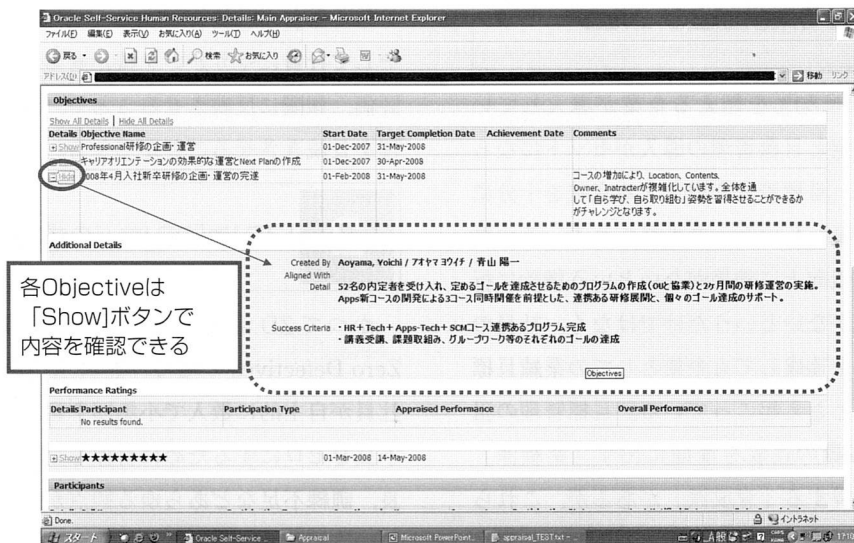 Oracle Self-Service Human Resources: Details: Main Appraiser - Microsoft Internet Explorer
ファイル(F) 編集(E) 表示(V) お気に入り(A) ツール(T) ヘルプ(H)
戻る 検索 お気に入り
アドレス(D) 移動 リンク
Objectives
Show All Details | Hide All Details
Details Objective Name Start Date Target Completion Date Achievement Date Comments
Show Professional研修の企画・運営 01-Dec-2007 31-May-2008
キャリアオリエンテーションの効果的な運営とNext Planの作成 01-Dec-2007 30-Apr-2008
Hide 2008年4月入社新卒研修の企画・運営の完遂 01-Feb-2008 31-May-2008
コースの増加により、Location, Contents,
Owner, Inatracterが複雑化しています。全体を通
して「自ら学び、自ら取り組む」姿勢を習得させることができるか
がチャレンジとなります。
Additional Details
Created By Aoyama, Yoichi / アオヤマ ヨウイチ / 青山 陽一
Aligned With
Detail 52名の内定者を受け入れ、定めるゴールを達成させるためのプログラムの作成(OUと協業)と2ヶ月間の研修運営の実施。
Apps新コースの開発による3コース同時開催を前提とした、連携ある研修展開と、個々のゴール達成のサポート。
各Objectiveは
「Show]ボタンで
内容を確認できる
Success Criteria ・HR+Tech+Apps-Tech+SCMコース連携あるプログラム完成
・講義受講、課題取組み、グループワーク等のそれぞれのゴールの達成
Objectives
Performance Ratings
Details Participant Participation Type Appraised Performance Overall Performance
No results found.
Show ★★★★★★★★★ 01-Mar-2008 14-May-2008
Participants
Done. イントラネット
スタート Oracle Self-Service ... Appraisal Microsoft PowerPoint... appraisal_TEST.txt - ... A般 17:10